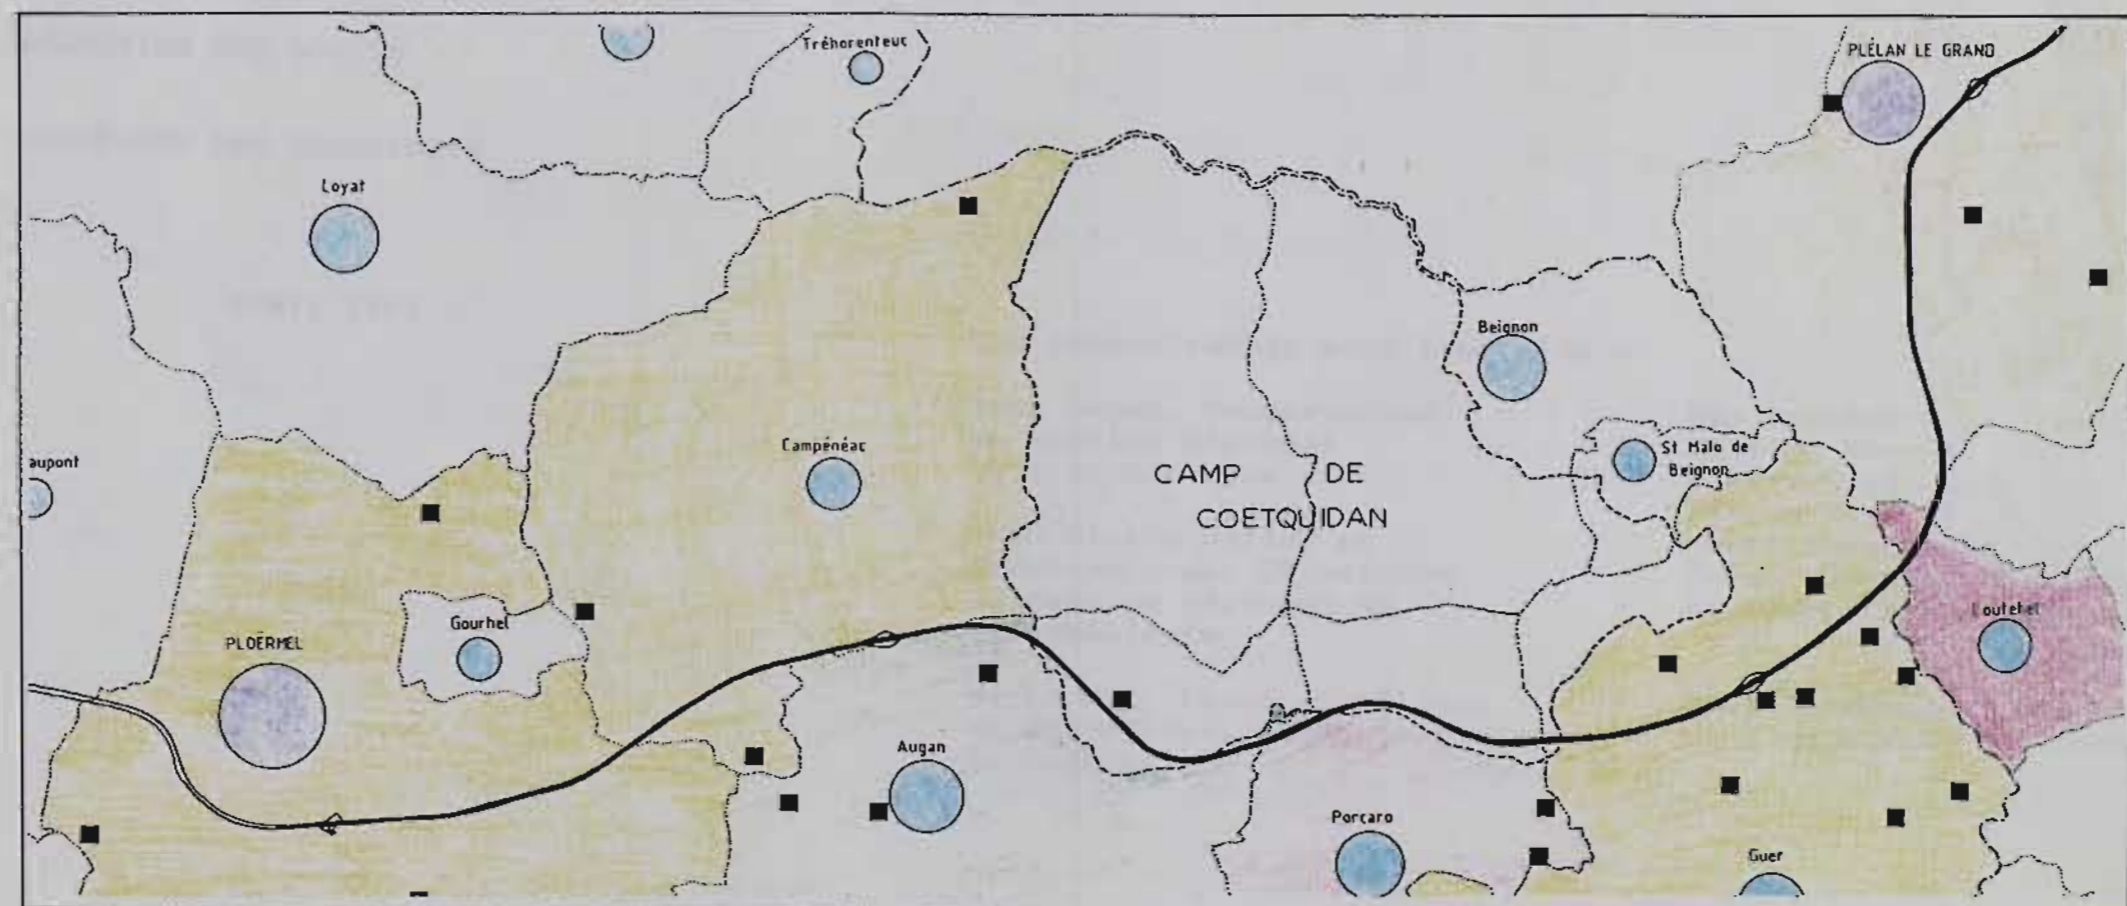 Tréhorenteuc
PLÉLAN LE GRAND
Loyat
Beignon
Campénéac
aupont
St Malo de
Beignon
CAMP DE
COETQUIDAN
Loutehel
Gourhel
PLOËRMEL
Augan
Porcaro
Guer